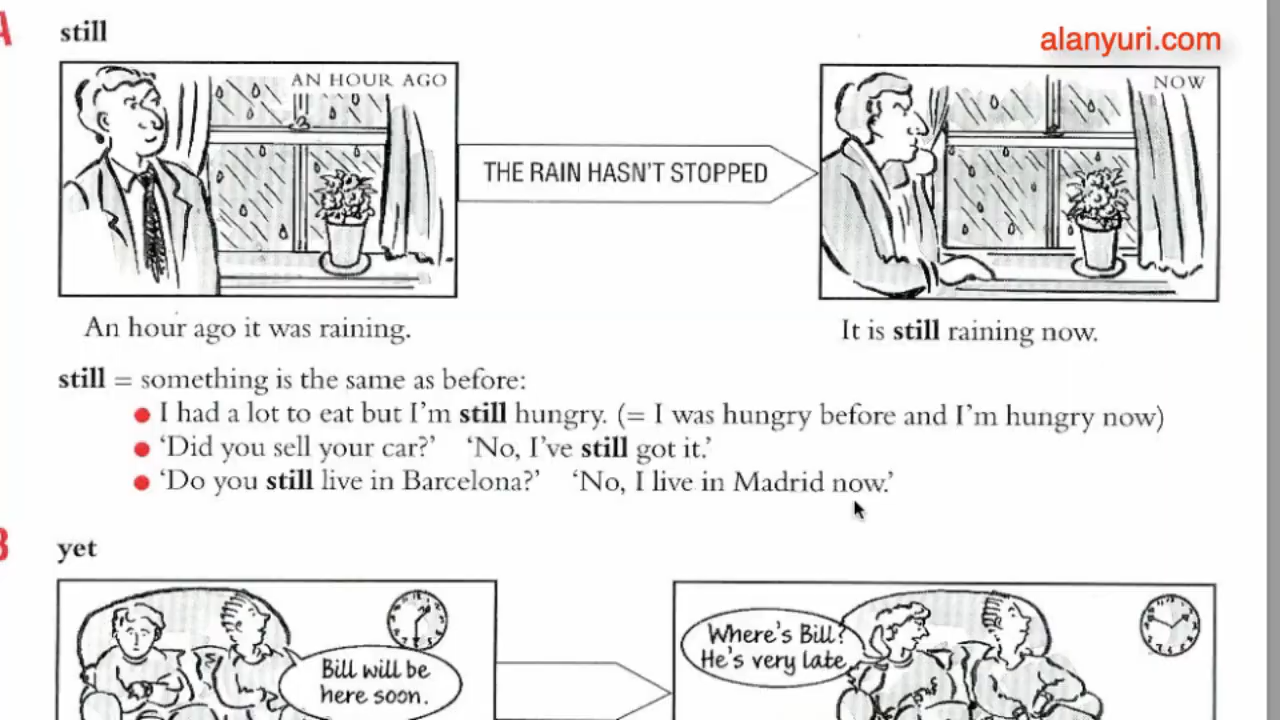 A
still
alanyuri.com
AN HOUR AGO
NOW
THE RAIN HASN'T STOPPED
An hour ago it was raining.
It is still raining now.
still = something is the same as before:
● I had a lot to eat but I'm still hungry. (= I was hungry before and I'm hungry now)
● 'Did you sell your car?' 'No, I've still got it.'
● 'Do you still live in Barcelona?' 'No, I live in Madrid now.'
B
yet
Bill will be
here soon.
Where's Bill?
He's very late.